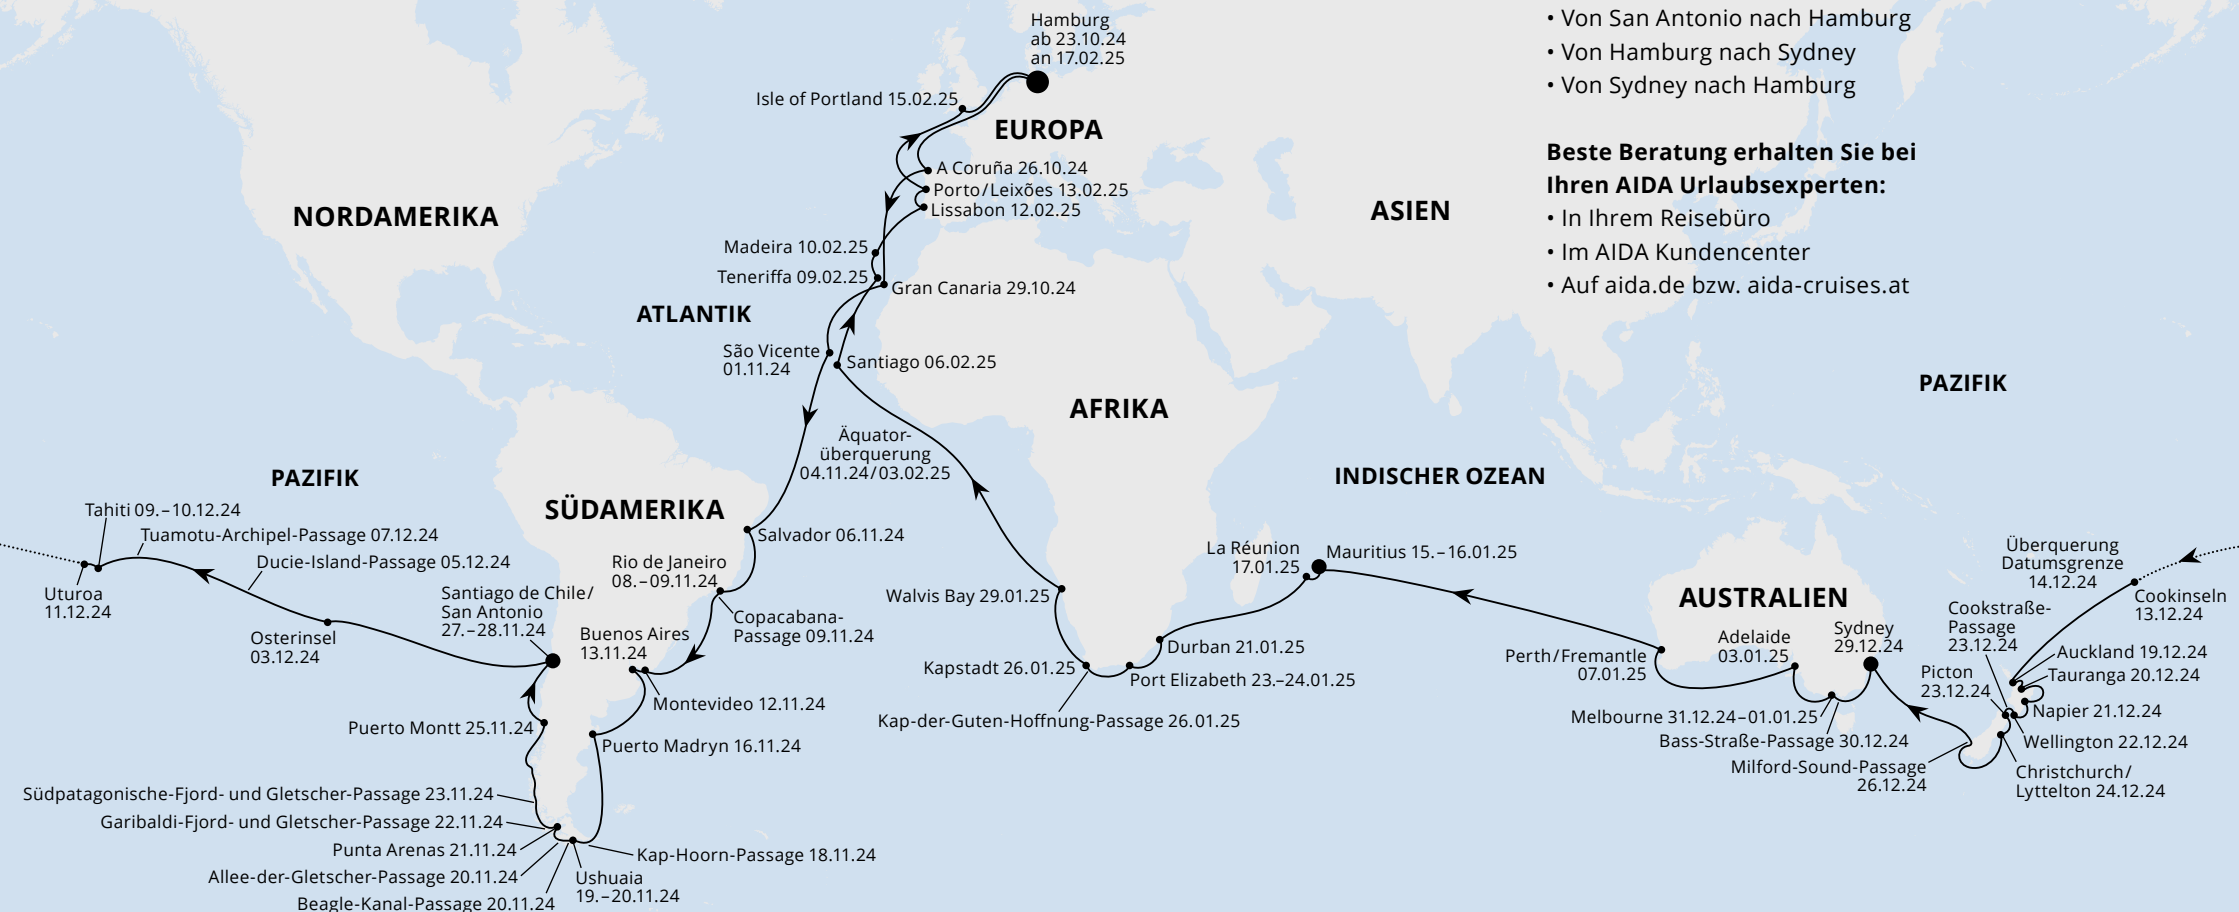 Hamburg
ab 23.10.24
an 17.02.25
• Von San Antonio nach Hamburg
• Von Hamburg nach Sydney
• Von Sydney nach Hamburg
Beste Beratung erhalten Sie bei
Ihren AIDA Urlaubsexperten:
• In Ihrem Reisebüro
• Im AIDA Kundencenter
• Auf aida.de bzw. aida-cruises.at
Isle of Portland 15.02.25
EUROPA
A Coruña 26.10.24
Porto/Leixões 13.02.25
Lissabon 12.02.25
NORDAMERIKA
ASIEN
Madeira 10.02.25
Teneriffa 09.02.25
Gran Canaria 29.10.24
ATLANTIK
São Vicente
01.11.24
Santiago 06.02.25
PAZIFIK
AFRIKA
Äquator-
überquerung
04.11.24/03.02.25
PAZIFIK
INDISCHER OZEAN
SÜDAMERIKA
Tahiti 09.–10.12.24
Tuamotu-Archipel-Passage 07.12.24
Ducie-Island-Passage 05.12.24
Uturoa
11.12.24
Osterinsel
03.12.24
Santiago de Chile/
San Antonio
27.–28.11.24
Salvador 06.11.24
Rio de Janeiro
08.–09.11.24
Copacabana-
Passage 09.11.24
Buenos Aires
13.11.24
Montevideo 12.11.24
Puerto Montt 25.11.24
Puerto Madryn 16.11.24
Südpatagonische-Fjord- und Gletscher-Passage 23.11.24
Garibaldi-Fjord- und Gletscher-Passage 22.11.24
Punta Arenas 21.11.24
Allee-der-Gletscher-Passage 20.11.24
Beagle-Kanal-Passage 20.11.24
Ushuaia
19.–20.11.24
Kap-Hoorn-Passage 18.11.24
La Réunion
17.01.25
Mauritius 15.–16.01.25
Walvis Bay 29.01.25
Durban 21.01.25
Kapstadt 26.01.25
Port Elizabeth 23.–24.01.25
Kap-der-Guten-Hoffnung-Passage 26.01.25
AUSTRALIEN
Perth/Fremantle
07.01.25
Adelaide
03.01.25
Sydney
29.12.24
Melbourne 31.12.24–01.01.25
Bass-Straße-Passage 30.12.24
Milford-Sound-Passage
26.12.24
Überquerung
Datumsgrenze
14.12.24
Cookinseln
13.12.24
Cookstraße-
Passage
23.12.24
Picton
23.12.24
Auckland 19.12.24
Tauranga 20.12.24
Napier 21.12.24
Wellington 22.12.24
Christchurch/
Lyttelton 24.12.24